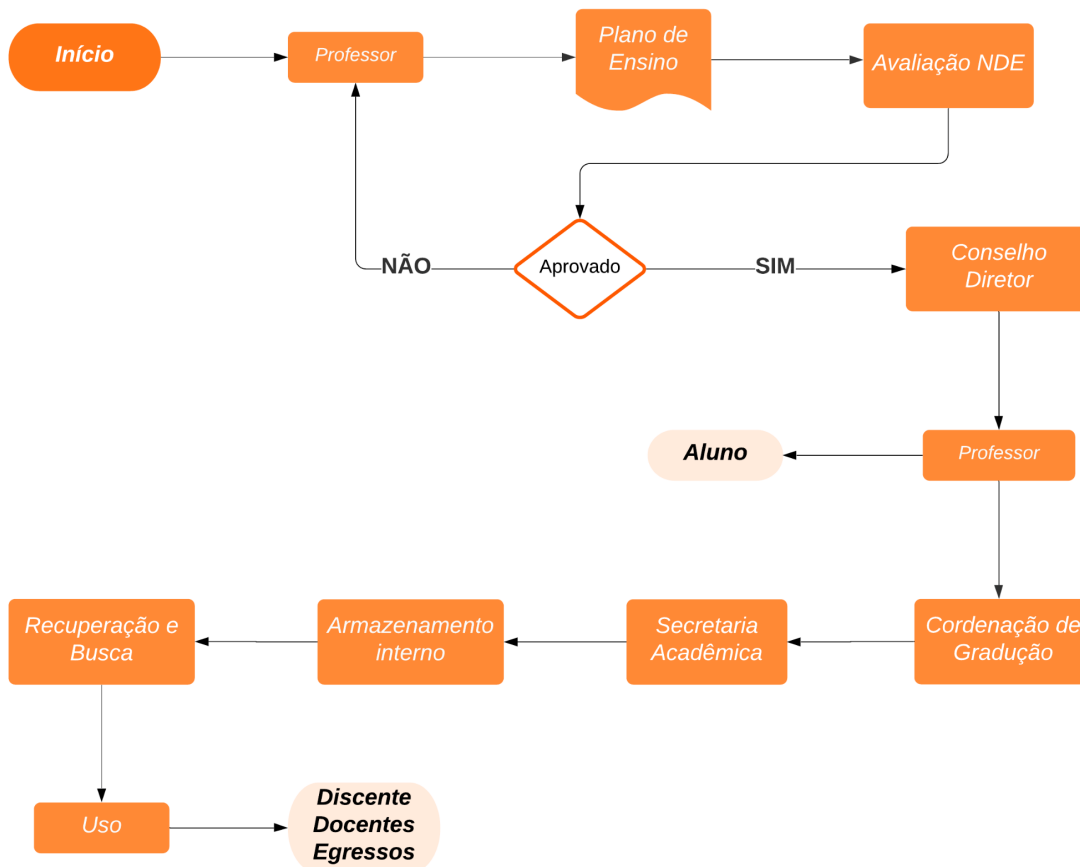 Início
Professor
Plano de
Ensino
Avaliação NDE
NÃO
Aprovado
SIM
Conselho
Diretor
Aluno
Professor
Recuperação e
Busca
Armazenamento
interno
Secretaria
Acadêmica
Cordenação de
Gradução
Uso
Discente
Docentes
Egressos